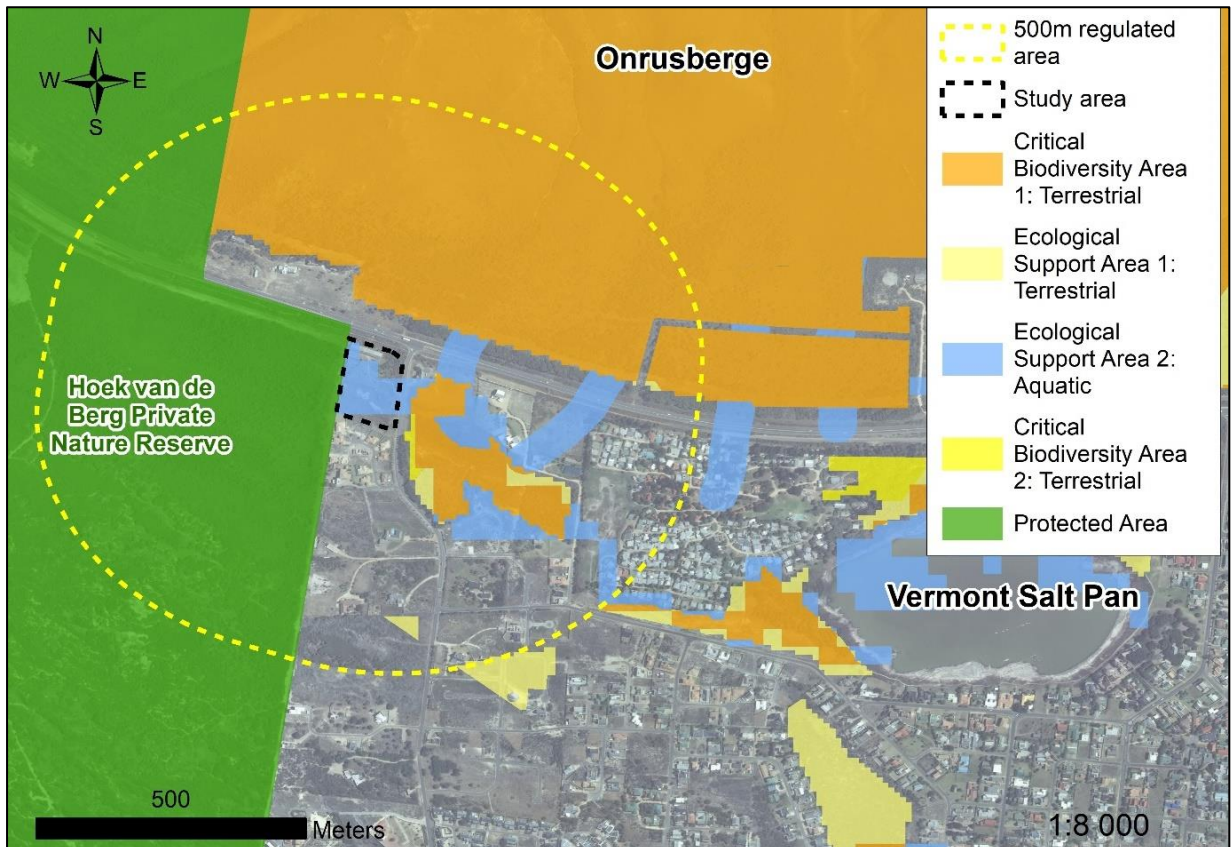 N
W E
S
Onrusberge
500m regulated
area
Study area
Critical
Biodiversity Area
1: Terrestrial
Ecological
Support Area 1:
Terrestrial
Ecological
Support Area 2:
Aquatic
Critical
Biodiversity Area
2: Terrestrial
Protected Area
Hoek van de
Berg Private
Nature Reserve
Vermont Salt Pan
500
Meters
1:8 000